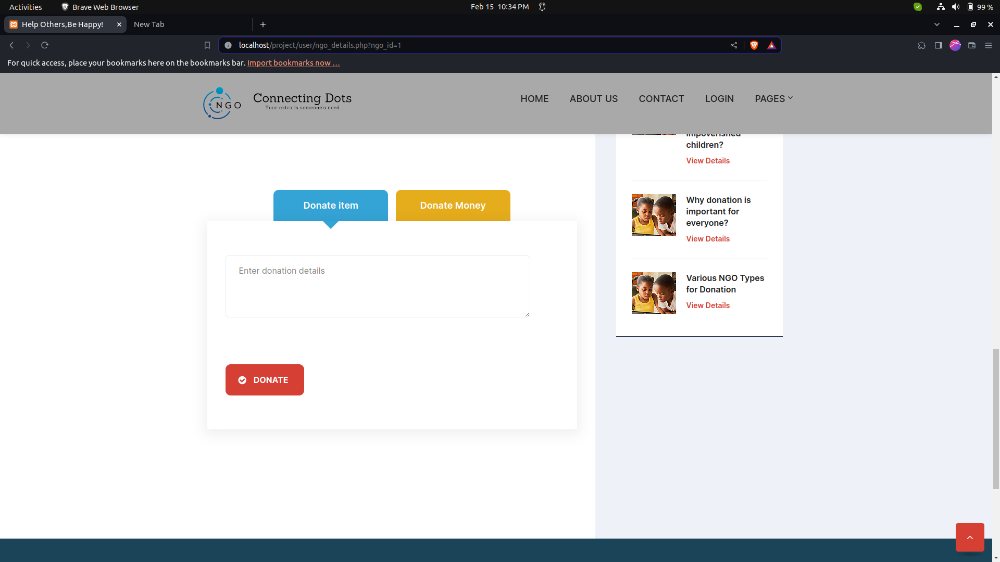 Activities
Brave Web Browser
Feb 15 10:34 PM
99 %
Help Others,Be Happy!
New Tab
localhost/project/user/ngo_details.php?ngo_id=1
For quick access, place your bookmarks here on the bookmarks bar. Import bookmarks now …
NGO
Connecting Dots
Your extra is someone's need
HOME
ABOUT US
CONTACT
LOGIN
PAGES
impoverished
children?
View Details
Donate item
Donate Money
Why donation is
important for
everyone?
View Details
Enter donation details
Various NGO Types
for Donation
View Details
DONATE